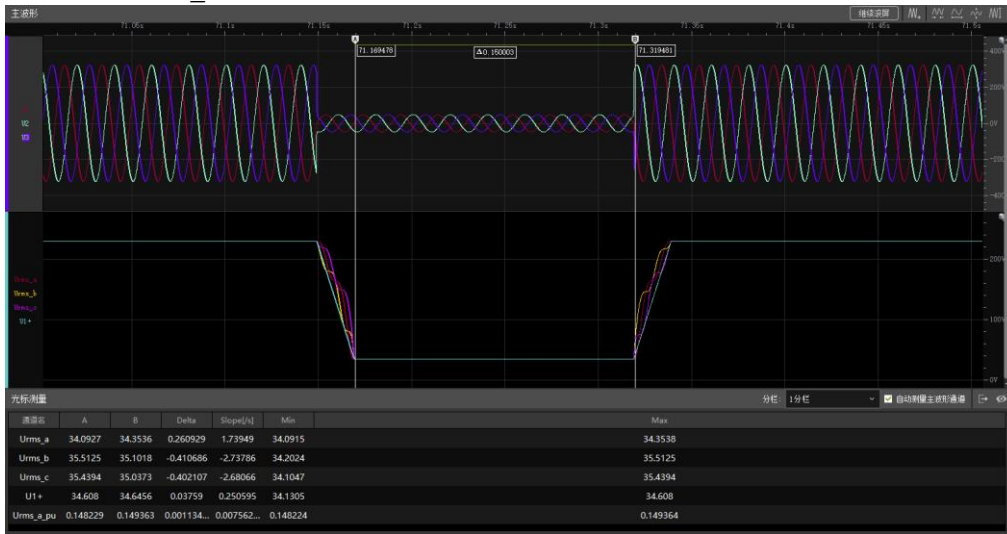 主波形
继续录屏
71.05s 71.1s 71.15s 71.2s 71.25s 71.3s 71.35s 71.4s 71.45s 71.5s
A B
71.169478 Δ0.150003 71.319481
400V
200V
U2 0V
U3
-200
-400
200V
Urms_a
Urms_b
Urms_c
U1+ 100V
0V
光标测量 分栏: 1分栏 自动测量主波形通道
通道名 A B Delta Slope[/s] Min Max
Urms_a 34.0927 34.3536 0.260929 1.73949 34.0915 34.3538
Urms_b 35.5125 35.1018 -0.410686 -2.73786 34.2024 35.5125
Urms_c 35.4394 35.0373 -0.402107 -2.68066 34.1047 35.4394
U1+ 34.608 34.6456 0.03759 0.250595 34.1305 34.608
Urms_a_pu 0.148229 0.149363 0.001134... 0.007562... 0.148224 0.149364